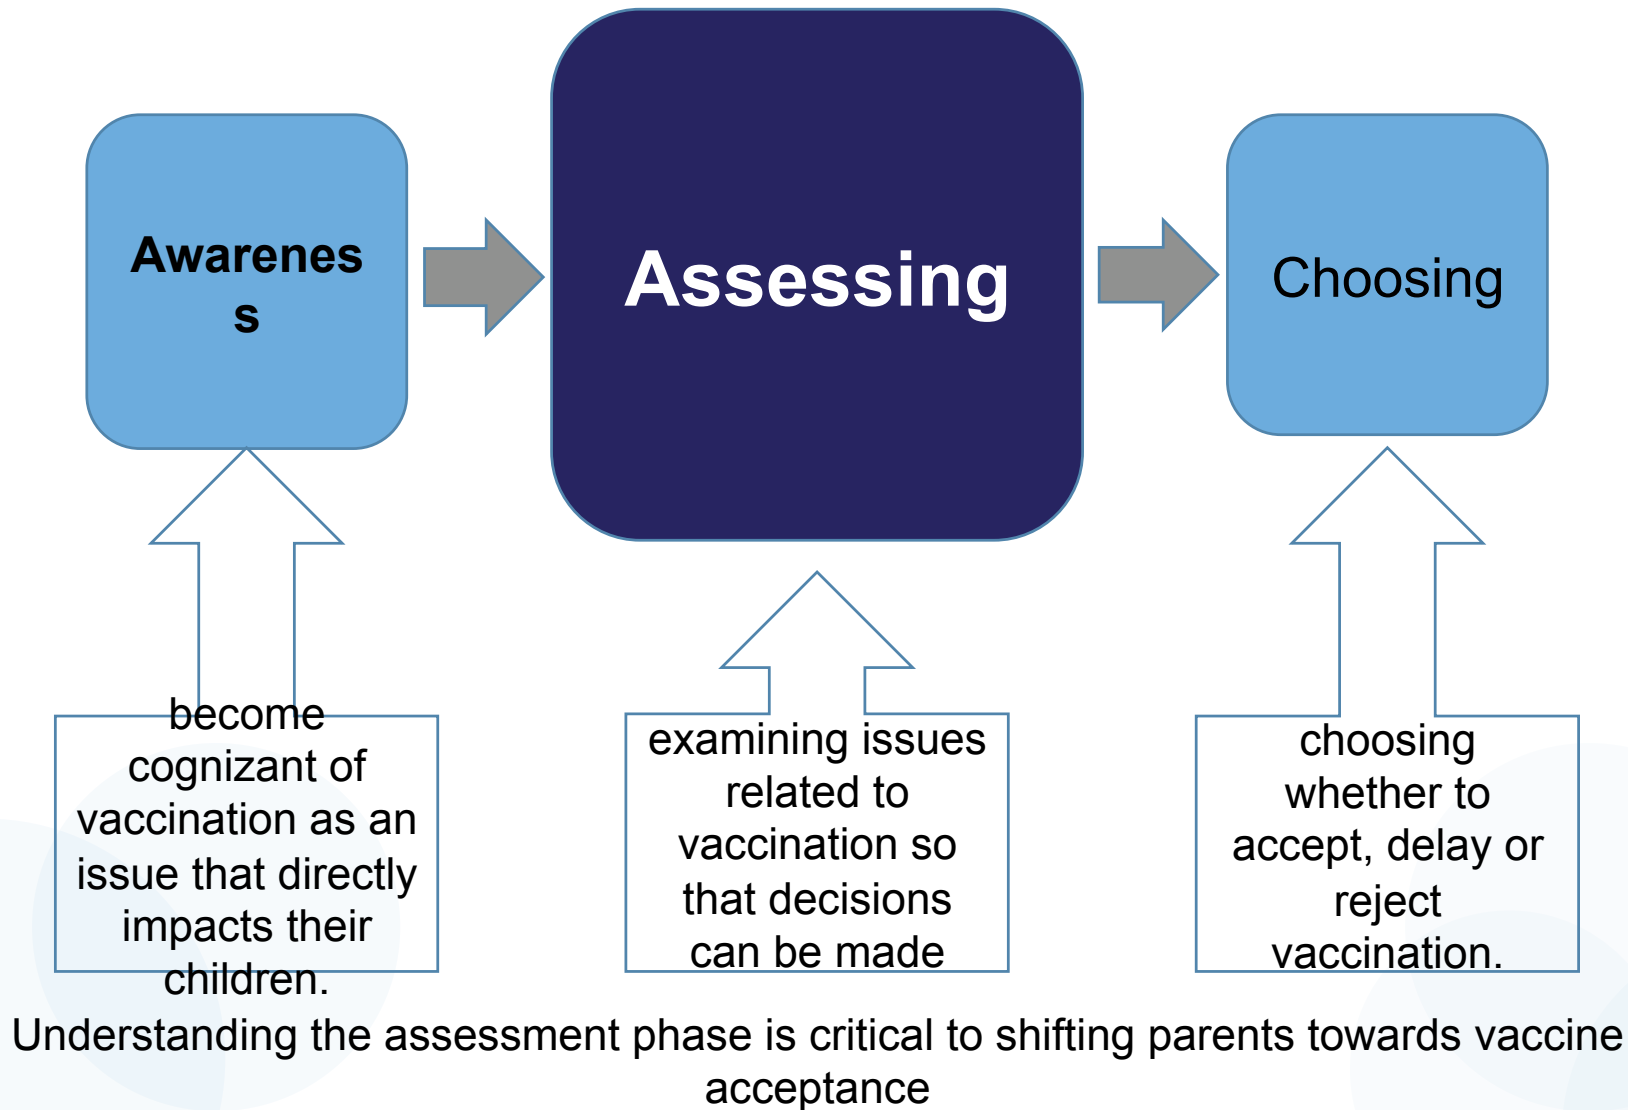 Awarenes
s
Assessing
Choosing
become
cognizant of
vaccination as an
issue that directly
impacts their
children.
examining issues
related to
vaccination so
that decisions
can be made
choosing
whether to
accept, delay or
reject
vaccination.
Understanding the assessment phase is critical to shifting parents towards vaccine
acceptance